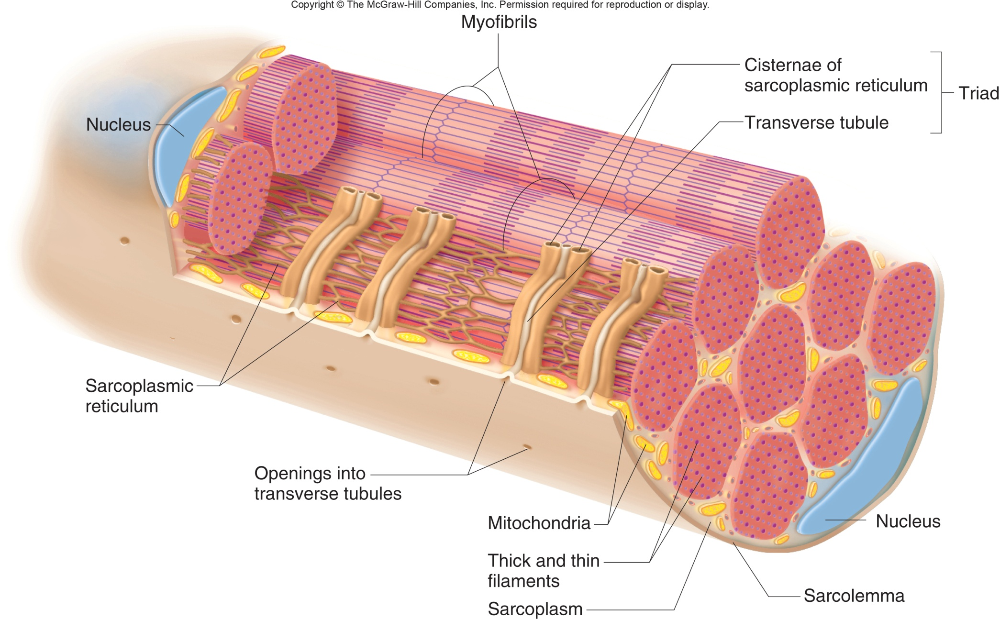 Copyright © The McGraw-Hill Companies, Inc. Permission required for reproduction or display.
Myofibrils
Cisternae of
sarcoplasmic reticulum
Triad
Transverse tubule
Nucleus
Sarcoplasmic
reticulum
Openings into
transverse tubules
Mitochondria
Nucleus
Thick and thin
filaments
Sarcolemma
Sarcoplasm